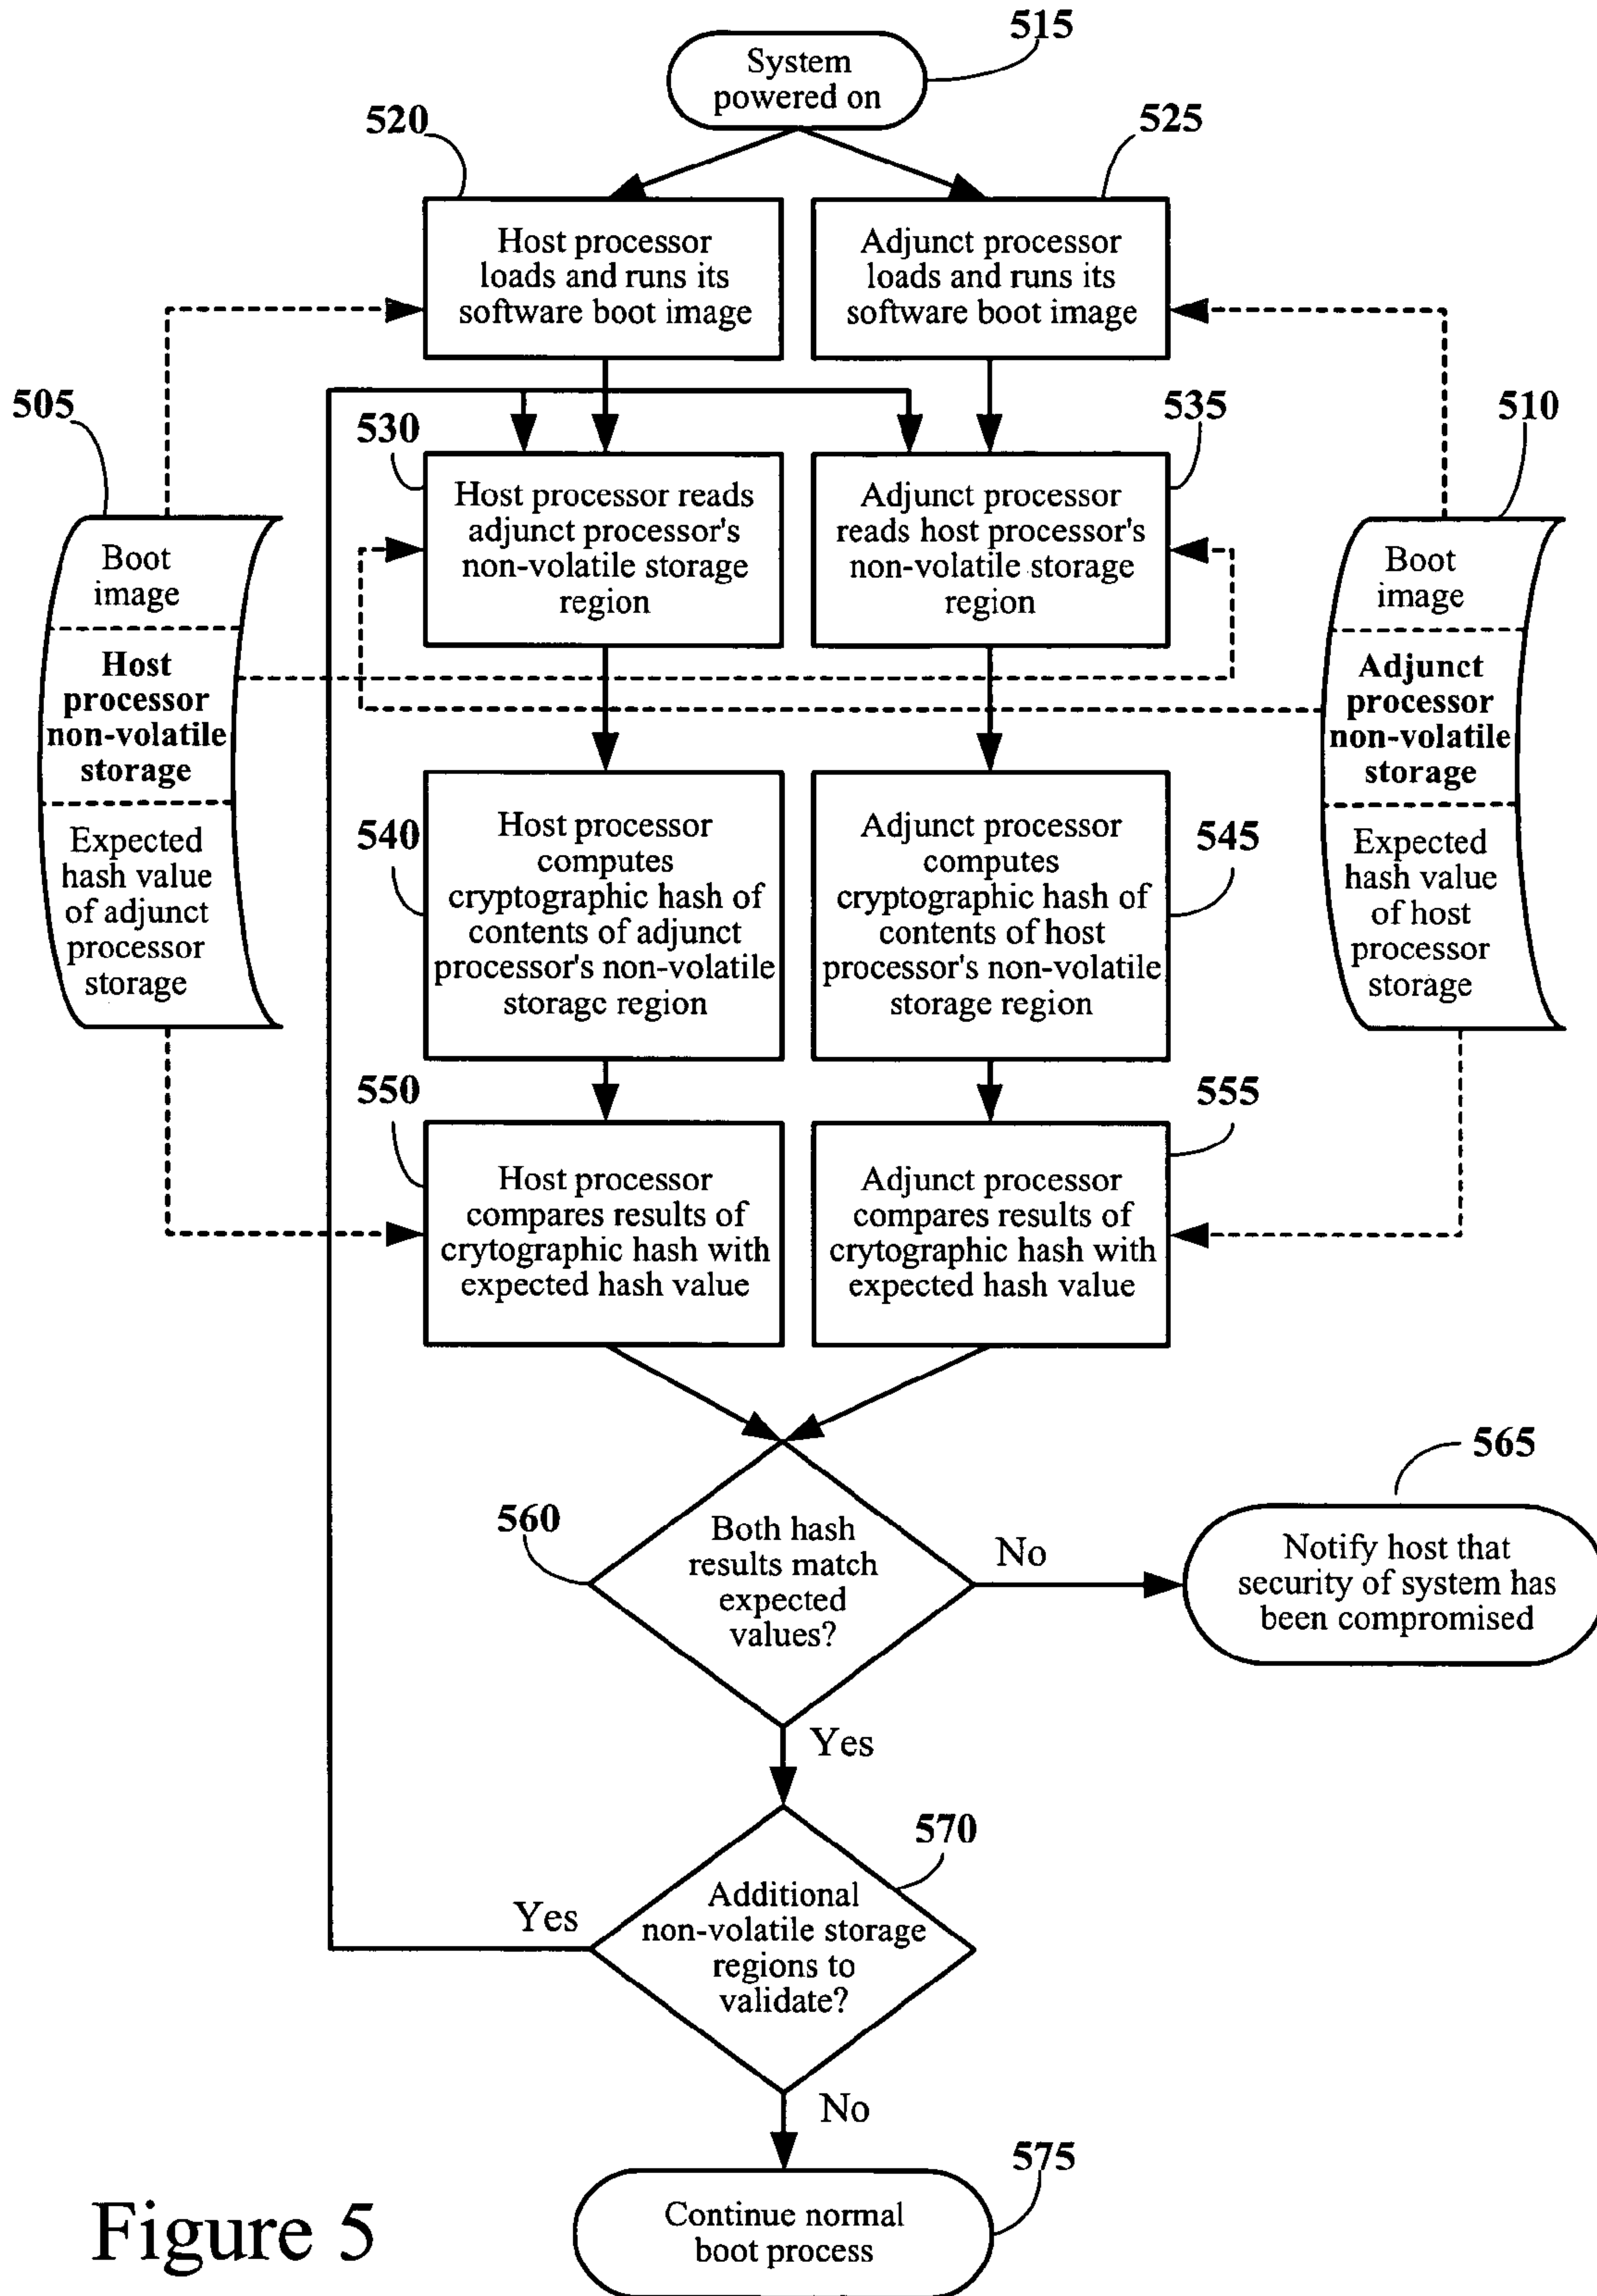 515
System
powered on
520
525
Host processor
loads and runs its
software boot image
Adjunct processor
loads and runs its
software boot image
505
530
535
510
Host processor reads
adjunct processor's
non-volatile storage
region
Adjunct processor
reads host processor's
non-volatile storage
region
Boot
image
Host
processor
non-volatile
storage
Expected
hash value
of adjunct
processor
storage
Boot
image
Adjunct
processor
non-volatile
storage
Expected
hash value
of host
processor
storage
540
Host processor
computes
cryptographic hash of
contents of adjunct
processor's non-volatile
storage region
Adjunct processor
computes
cryptographic hash of
contents of host
processor's non-volatile
storage region
545
550
Host processor
compares results of
crytographic hash with
expected hash value
Adjunct processor
compares results of
crytographic hash with
expected hash value
555
560
Both hash
results match
expected
values?
No
565
Notify host that
security of system has
been compromised
Yes
570
Additional
non-volatile storage
regions to
validate?
Yes
No
575
Continue normal
boot process
Figure 5